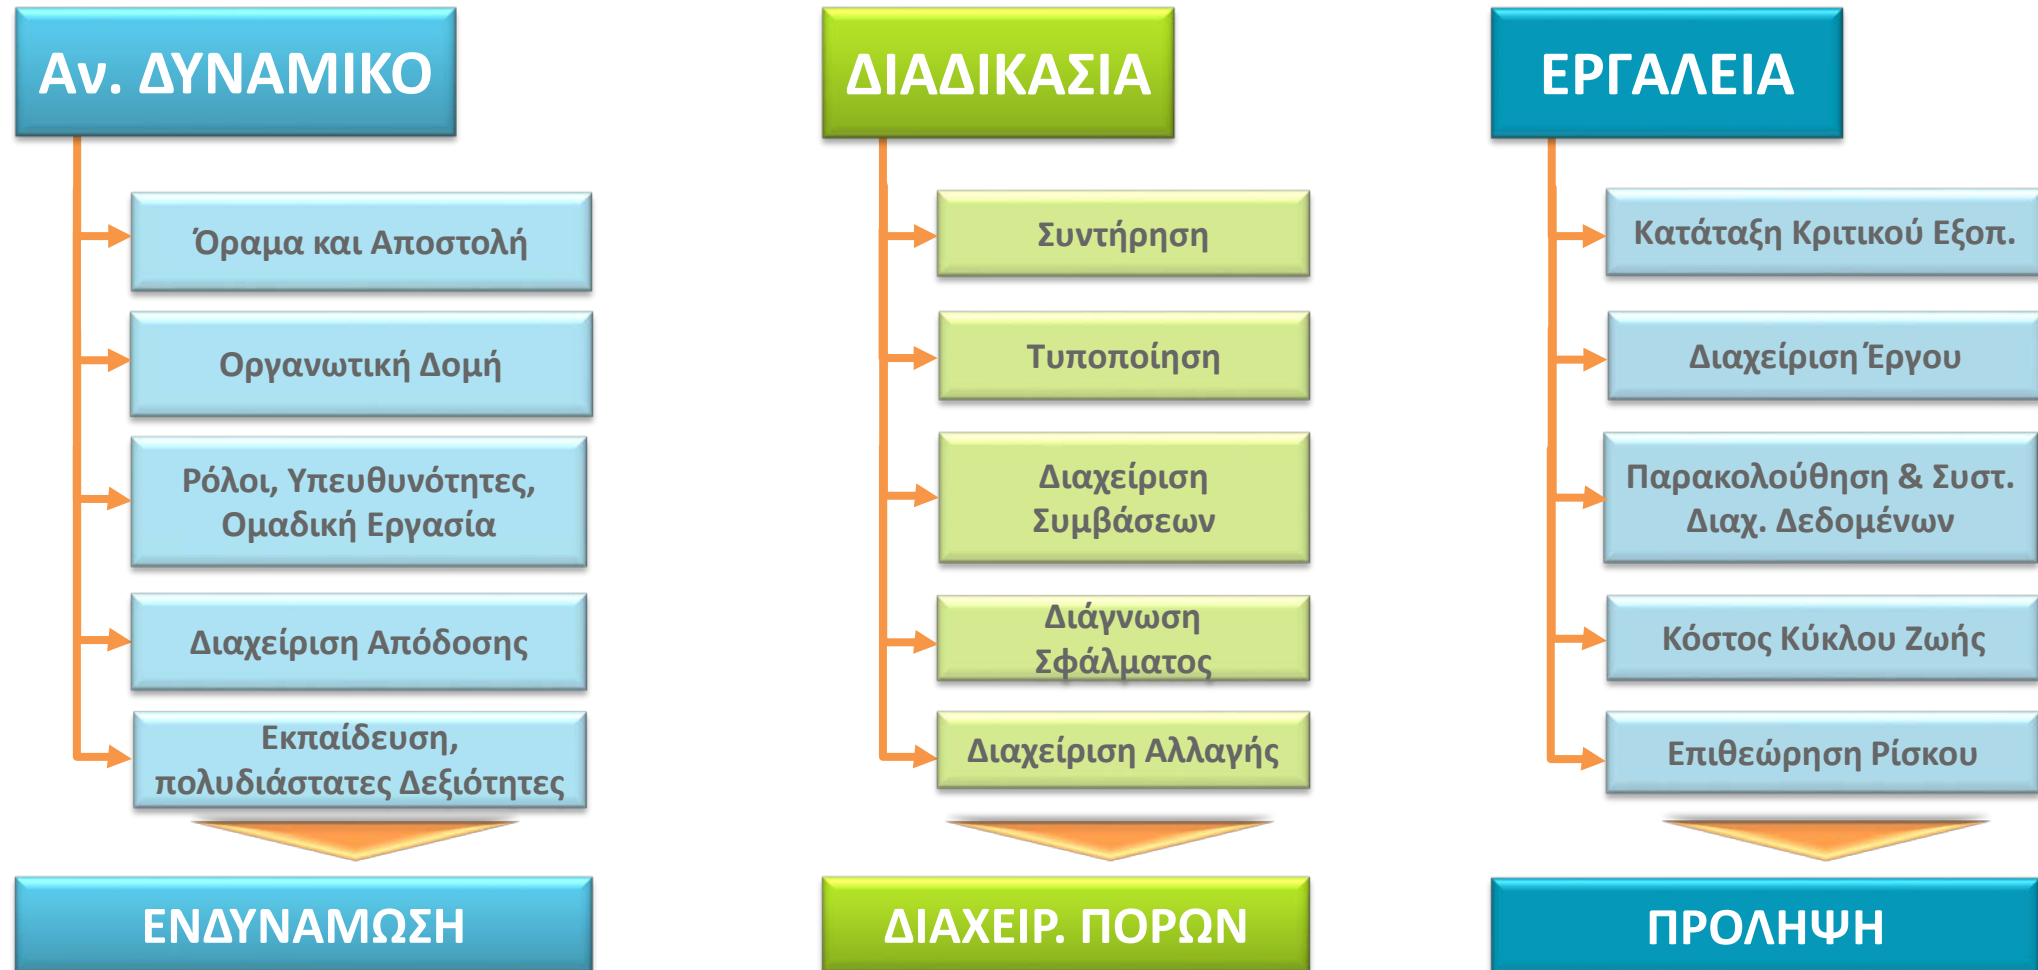 Αν. ΔΥΝΑΜΙΚΟ
Όραμα και Αποστολή
Οργανωτική Δομή
Ρόλοι, Υπευθυνότητες,
Ομαδική Εργασία
Διαχείριση Απόδοσης
Εκπαίδευση,
πολυδιάστατες Δεξιότητες
ΕΝΔΥΝΑΜΩΣΗ
ΔΙΑΔΙΚΑΣΙΑ
Συντήρηση
Τυποποίηση
Διαχείριση
Συμβάσεων
Διάγνωση
Σφάλματος
Διαχείριση Αλλαγής
ΔΙΑΧΕΙΡ. ΠΟΡΩΝ
ΕΡΓΑΛΕΙΑ
Κατάταξη Κριτικού Εξοπ.
Διαχείριση Έργου
Παρακολούθηση & Συστ.
Διαχ. Δεδομένων
Κόστος Κύκλου Ζωής
Επιθεώρηση Ρίσκου
ΠΡΟΛΗΨΗ